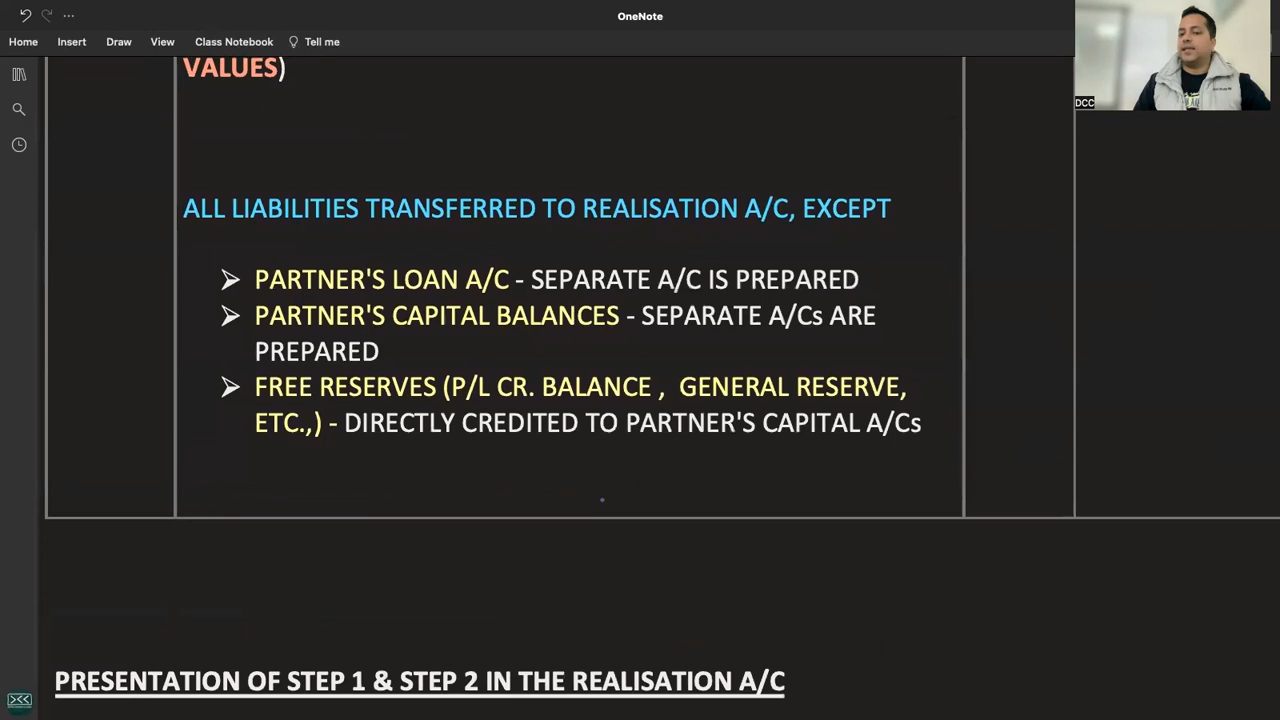 OneNote
Home Insert Draw View Class Notebook Tell me
VALUES)
DCC
ALL LIABILITIES TRANSFERRED TO REALISATION A/C, EXCEPT
➢ PARTNER'S LOAN A/C - SEPARATE A/C IS PREPARED
➢ PARTNER'S CAPITAL BALANCES - SEPARATE A/Cs ARE
PREPARED
➢ FREE RESERVES (P/L CR. BALANCE , GENERAL RESERVE,
ETC.,) - DIRECTLY CREDITED TO PARTNER'S CAPITAL A/Cs
PRESENTATION OF STEP 1 & STEP 2 IN THE REALISATION A/C